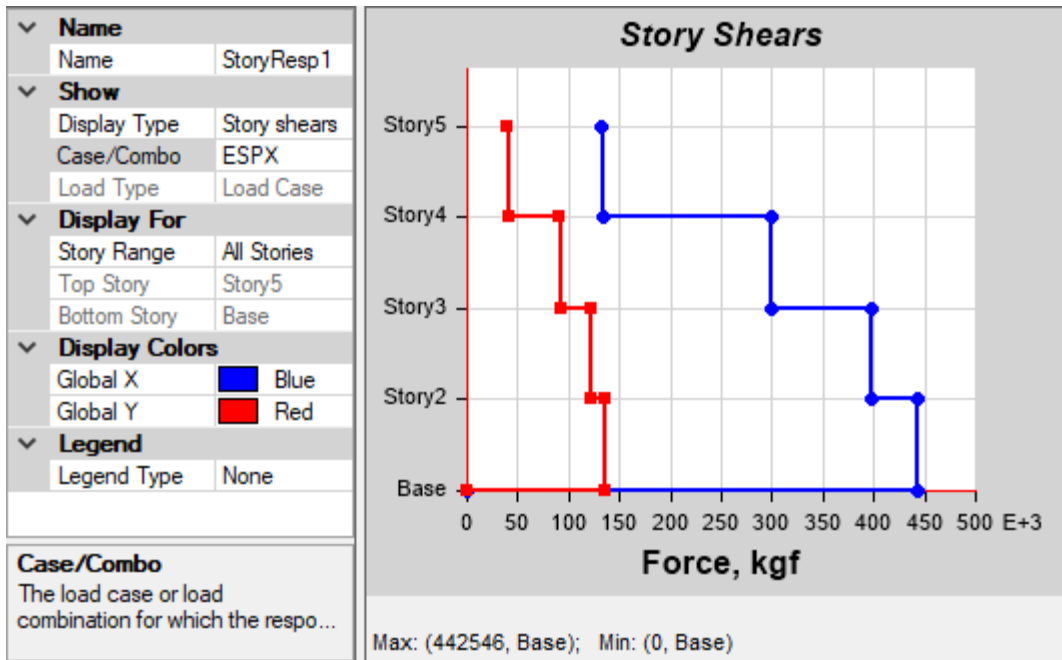 Name
Name StoryResp1
Show
Display Type Story shears
Case/Combo ESPX
Load Type Load Case
Display For
Story Range All Stories
Top Story Story5
Bottom Story Base
Display Colors
Global X Blue
Global Y Red
Legend
Legend Type None
Case/Combo
The load case or load
combination for which the respo...
Story Shears
Story5
Story4
Story3
Story2
Base
0 50 100 150 200 250 300 350 400 450 500 E+3
Force, kgf
Max: (442546, Base); Min: (0, Base)